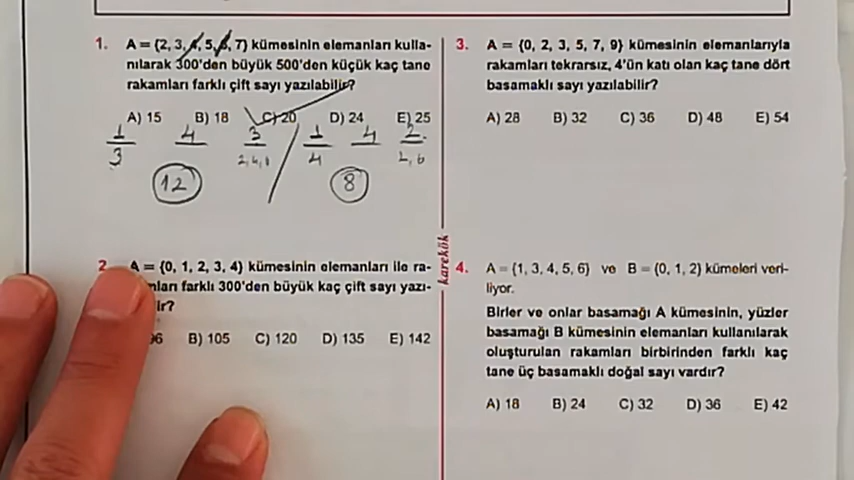 1. A = {2, 3, 4, 5, 6, 7} kümesinin elemanları kulla-
nılarak 300'den büyük 500'den küçük kaç tane
rakamları farklı çift sayı yazılabilir?
A) 15 B) 18 C) 20 D) 24 E) 25
1 4 3 / 1 4 2
3 2,4,6 4 2,6
12 8
2. A = {0, 1, 2, 3, 4} kümesinin elemanları ile ra-
farklı 300'den büyük kaç çift sayı yazı-
B) 105 C) 120 D) 135 E) 142
karekök
3. A = {0, 2, 3, 5, 7, 9} kümesinin elemanlarıyla
rakamları tekrarsız, 4'ün katı olan kaç tane dört
basamaklı sayı yazılabilir?
A) 28 B) 32 C) 36 D) 48 E) 54
4. A = {1, 3, 4, 5, 6} ve B = {0, 1, 2} kümeleri veri-
liyor.
Birler ve onlar basamağı A kümesinin, yüzler
basamağı B kümesinin elemanları kullanılarak
oluşturulan rakamları birbirinden farklı kaç
tane üç basamaklı doğal sayı vardır?
A) 18 B) 24 C) 32 D) 36 E) 42